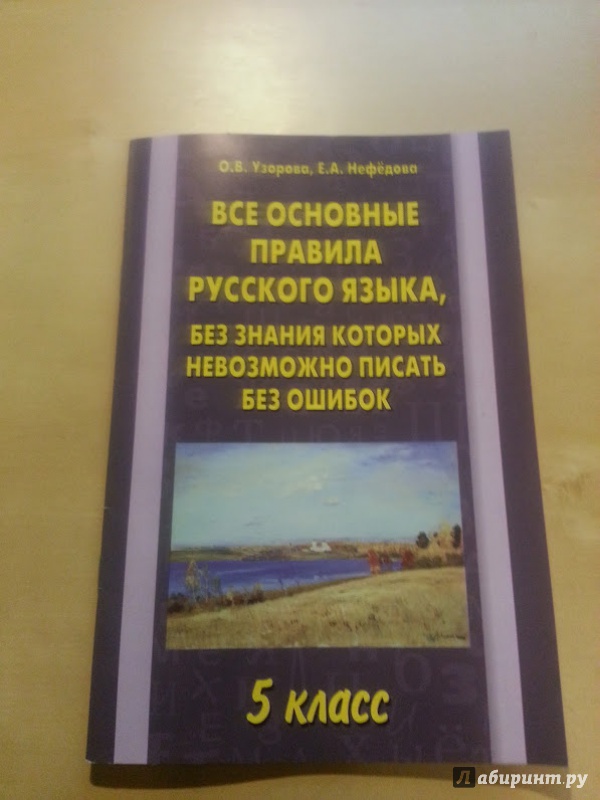 О.В. Узорова, Е.А. Нефёдова
ВСЕ ОСНОВНЫЕ
ПРАВИЛА
РУССКОГО ЯЗЫКА,
БЕЗ ЗНАНИЯ КОТОРЫХ
НЕВОЗМОЖНО ПИСАТЬ
БЕЗ ОШИБОК
5 класс
Лабиринт.ру